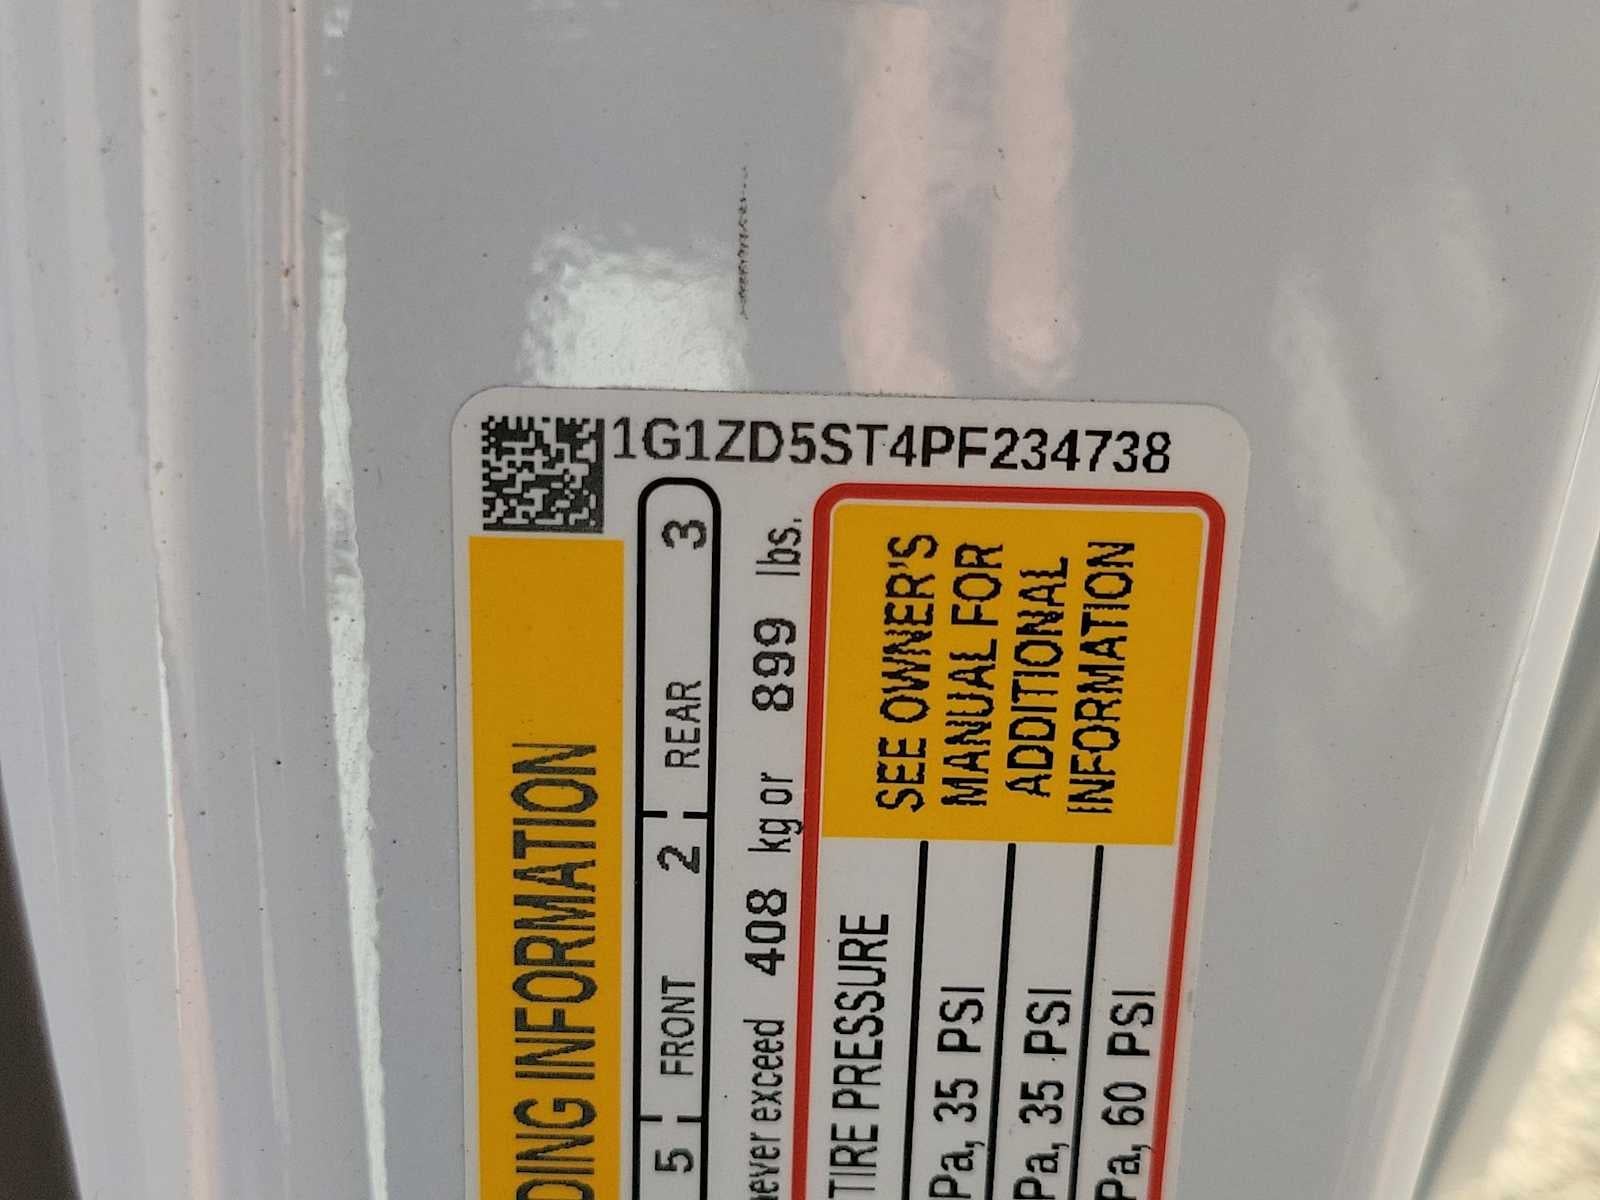 1G1ZD5ST4PF234738
DING INFORMATION
5 FRONT 2 REAR 3
never exceed 408 kg or 899 lbs.
TIRE PRESSURE
Pa, 35 PSI
Pa, 35 PSI
Pa, 60 PSI
SEE OWNER'S
MANUAL FOR
ADDITIONAL
INFORMATION